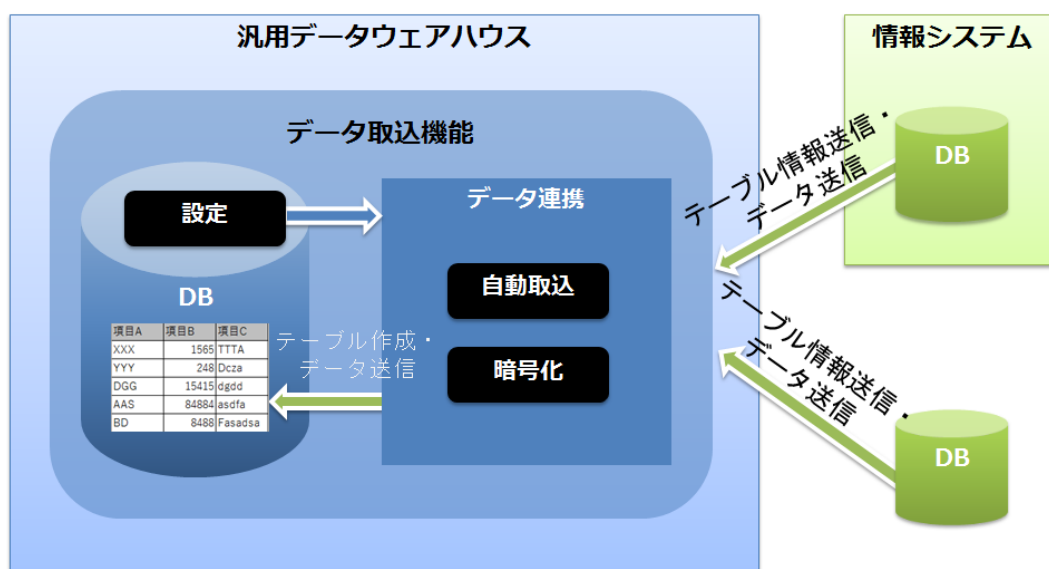 汎用データウェアハウス
情報システム
データ取込機能
設定
データ連携
DB
自動取込
暗号化
項目A 項目B 項目C
XXX 1565 TTTA
YYY 248 Dcza
DGG 15415 dgdd
AAS 84884 asdfa
BD 8488 Fasadsa
テーブル作成・
データ送信
テーブル情報送信・
データ送信
DB
テーブル情報送信・
データ送信
DB